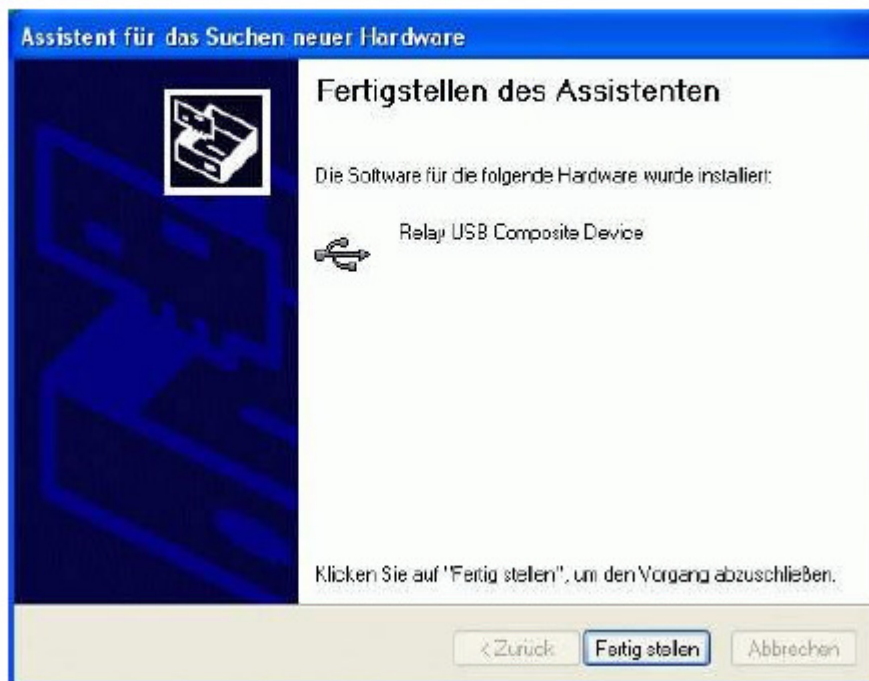 Assistent für das Suchen neuer Hardware
Fertigstellen des Assistenten
Die Software für die folgende Hardware wurde installiert:
Relay USB Composite Device
Klicken Sie auf "Fertig stellen", um den Vorgang abzuschließen.
< Zurück
Fertig stellen
Abbrechen